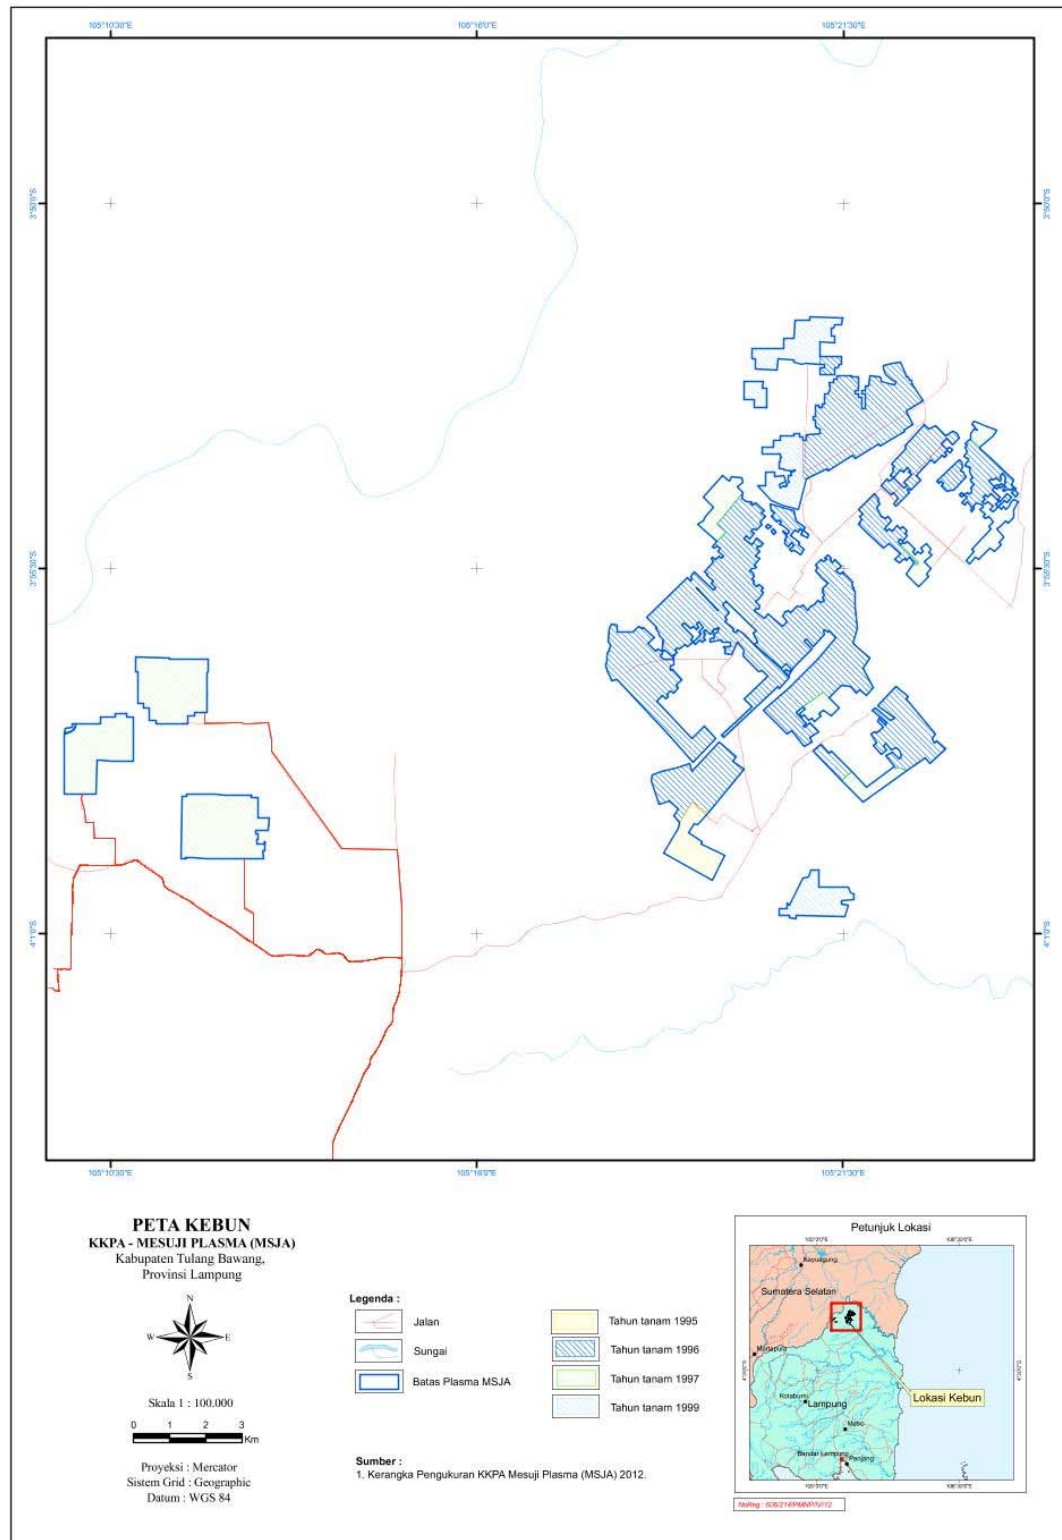 105°10'30"E
105°16'0"E
105°21'30"E
3°50'0"S
3°50'0"S
3°55'30"S
3°55'30"S
4°1'0"S
4°1'0"S
105°10'30"E
105°16'0"E
105°21'30"E
PETA KEBUN
KKPA - MESUJI PLASMA (MSJA)
Kabupaten Tulang Bawang,
Provinsi Lampung
N
W
E
S
Skala 1 : 100.000
0 1 2 3
Km
Proyeksi : Mercator
Sistem Grid : Geographic
Datum : WGS 84
Legenda :
Jalan
Sungai
Batas Plasma MSJA
Tahun tanam 1995
Tahun tanam 1996
Tahun tanam 1997
Tahun tanam 1999
Sumber :
1. Kerangka Pengukuran KKPA Mesuji Plasma (MSJA) 2012.
Petunjuk Lokasi
Kayuagung
Sumatera Selatan
Kotabumi
Lampung
Metro
Bandar Lampung
Panjang
Lokasi Kebun